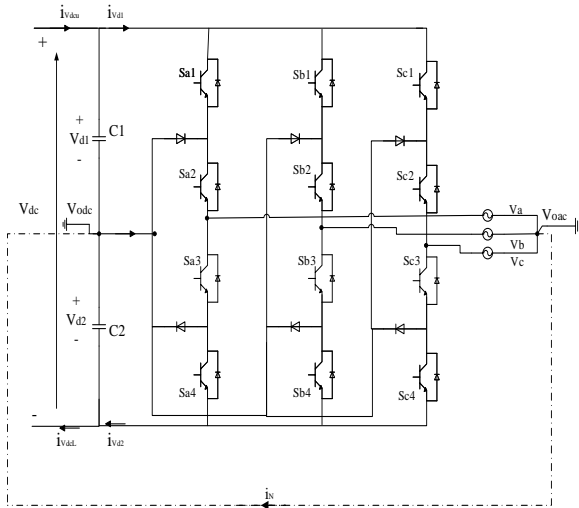 iVdcu iVd1
+
Sa1 Sb1 Sc1
+
Vd1 C1
-
Sa2 Sb2 Sc2
Vdc Vodc
Va Voac
Vb
Vc
Sa3 Sb3 Sc3
+
Vd2 C2
-
Sa4 Sb4 Sc4
-
iVdcL iVd2
iN